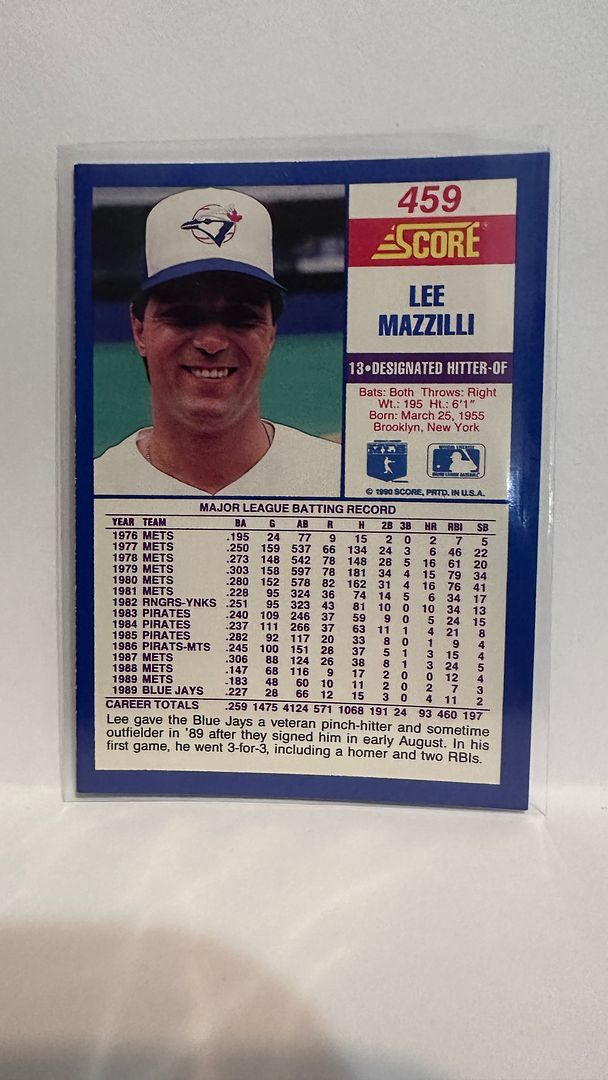 459
SCORE
LEE
MAZZILLI
13•DESIGNATED HITTER-OF
Bats: Both Throws: Right
Wt.: 195 Ht.: 6'1"
Born: March 25, 1955
Brooklyn, New York
MLB
OFFICIAL LICENSEE
MAJOR LEAGUE BASEBALL
© 1990 SCORE, PRTD. IN U.S.A.
MAJOR LEAGUE BATTING RECORD
YEAR TEAM BA G AB R H 2B 3B HR RBI SB
1976 METS .195 24 77 9 15 2 0 2 7 5
1977 METS .250 159 537 66 134 24 3 6 46 22
1978 METS .273 148 542 78 148 28 5 16 61 20
1979 METS .303 158 597 78 181 34 4 15 79 34
1980 METS .280 152 578 82 162 31 4 16 76 41
1981 METS .228 95 324 36 74 14 5 6 34 17
1982 RNGRS-YNKS .251 95 323 43 81 10 0 10 34 13
1983 PIRATES .240 109 246 37 59 9 0 5 24 15
1984 PIRATES .237 111 266 37 63 11 1 4 21 8
1985 PIRATES .282 92 117 20 33 8 0 1 9 4
1986 PIRATS-MTS .245 100 151 28 37 5 1 3 15 4
1987 METS .306 88 124 26 38 8 1 3 24 5
1988 METS .147 68 116 9 17 2 0 0 12 4
1989 METS .183 48 60 10 11 2 0 2 7 3
1989 BLUE JAYS .227 28 66 12 15 3 0 4 11 2
CAREER TOTALS .259 1475 4124 571 1068 191 24 93 460 197
Lee gave the Blue Jays a veteran pinch-hitter and sometime
outfielder in '89 after they signed him in early August. In his
first game, he went 3-for-3, including a homer and two RBIs.